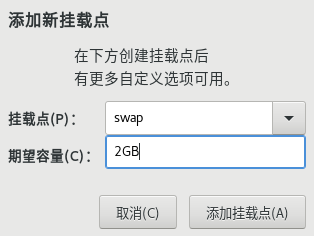 添加新挂载点
在下方创建挂载点后
有更多自定义选项可用。
挂载点(P)： swap
期望容量(C)： 2GB
取消(C) 添加挂载点(A)